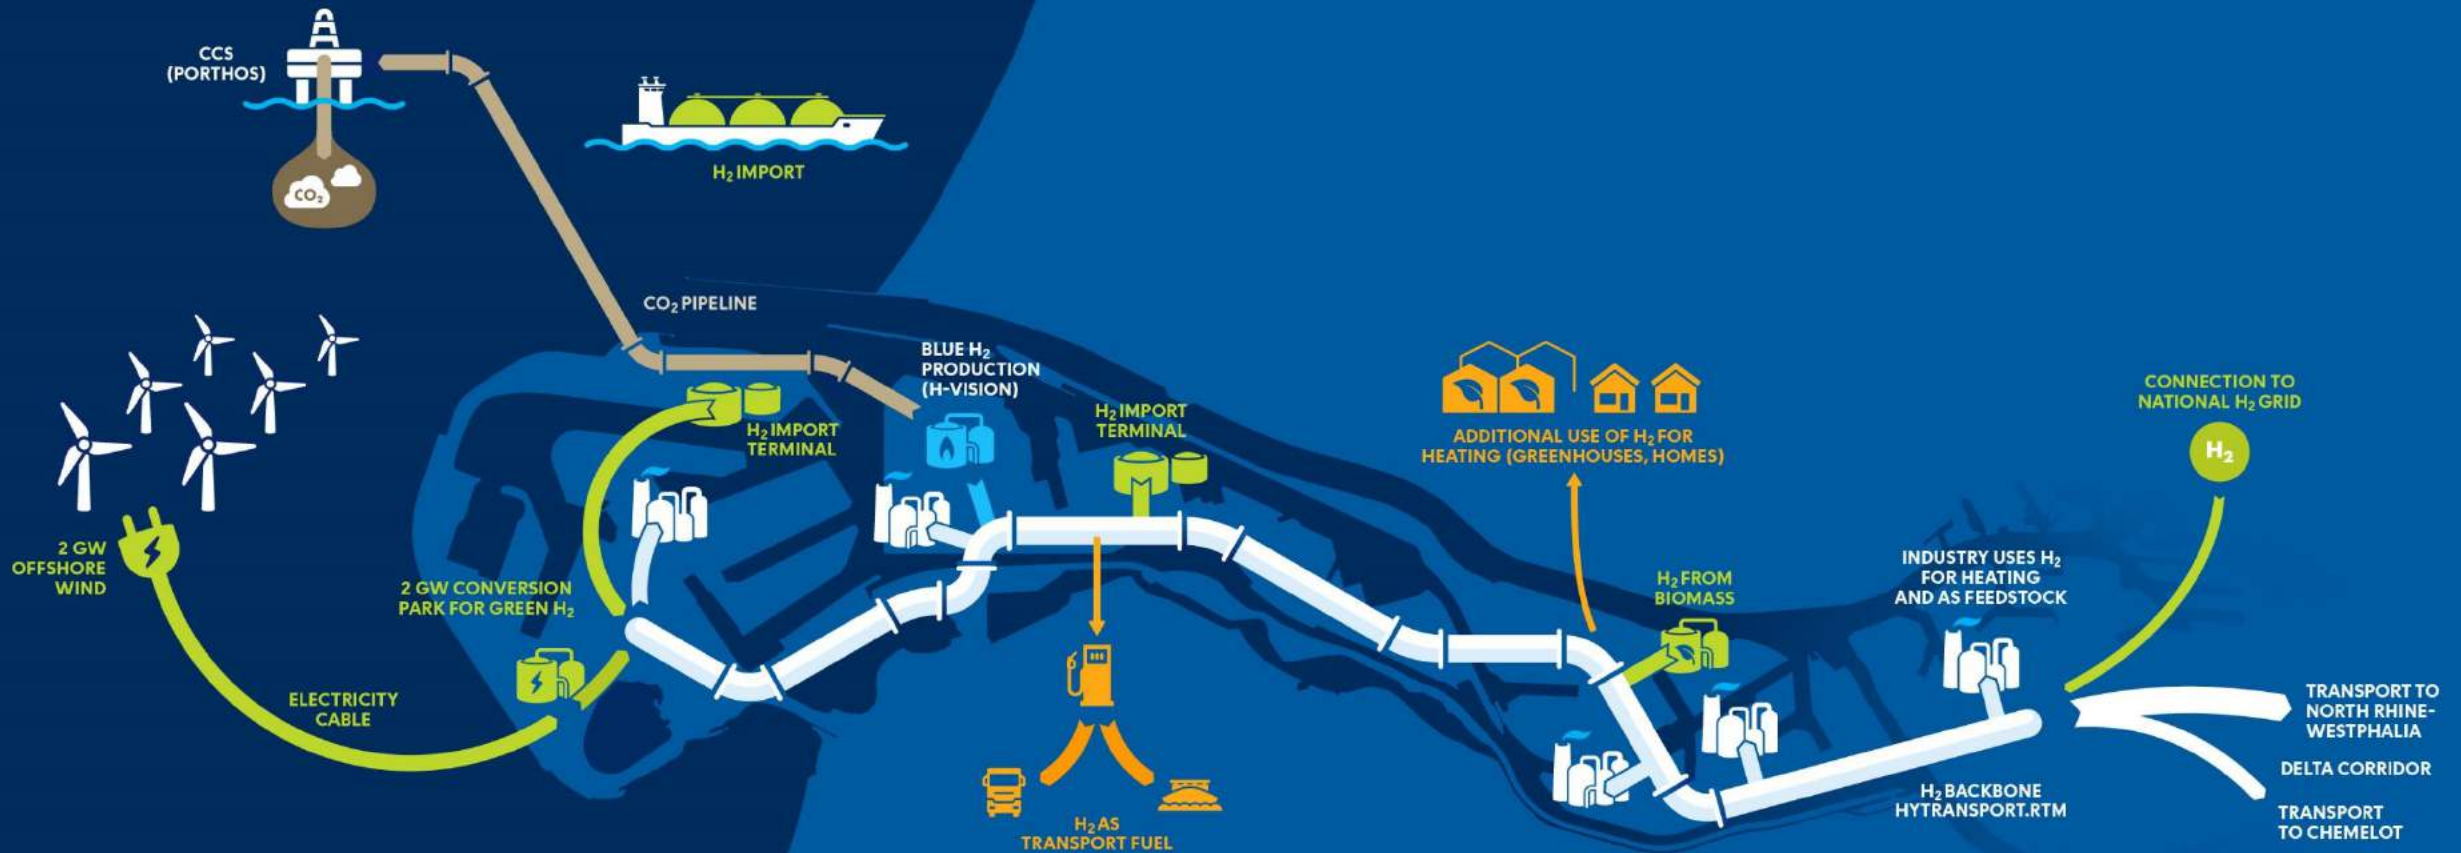 CCS
(PORTHOS)
CO₂
H₂ IMPORT
CO₂ PIPELINE
BLUE H₂
PRODUCTION
(H-VISION)
H₂ IMPORT
TERMINAL
H₂ IMPORT
TERMINAL
2 GW
OFFSHORE
WIND
2 GW CONVERSION
PARK FOR GREEN H₂
ELECTRICITY
CABLE
H₂ AS
TRANSPORT FUEL
ADDITIONAL USE OF H₂ FOR
HEATING (GREENHOUSES, HOMES)
H₂ FROM
BIOMASS
INDUSTRY USES H₂
FOR HEATING
AND AS FEEDSTOCK
CONNECTION TO
NATIONAL H₂ GRID
H₂
H₂ BACKBONE
HYTRANSPORT.RTM
TRANSPORT TO
NORTH RHINE-
WESTPHALIA
DELTA CORRIDOR
TRANSPORT
TO CHEMELOT